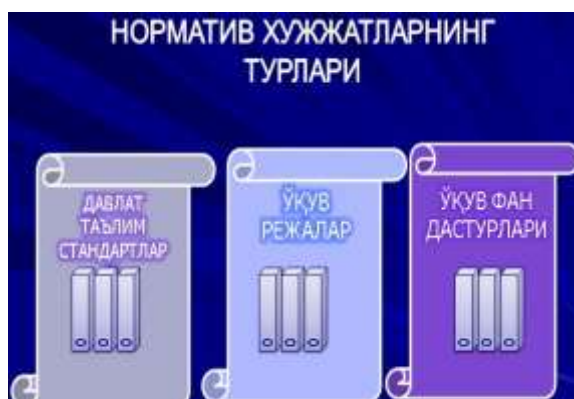 НОРМАТИВ ХУЖЖАТЛАРНИНГ
ТУРЛАРИ
ДАВЛАТ
ТАЪЛИМ
СТАНДАРТЛАР
ЎҚУВ
РЕЖАЛАР
ЎҚУВ ФАН
ДАСТУРЛАРИ